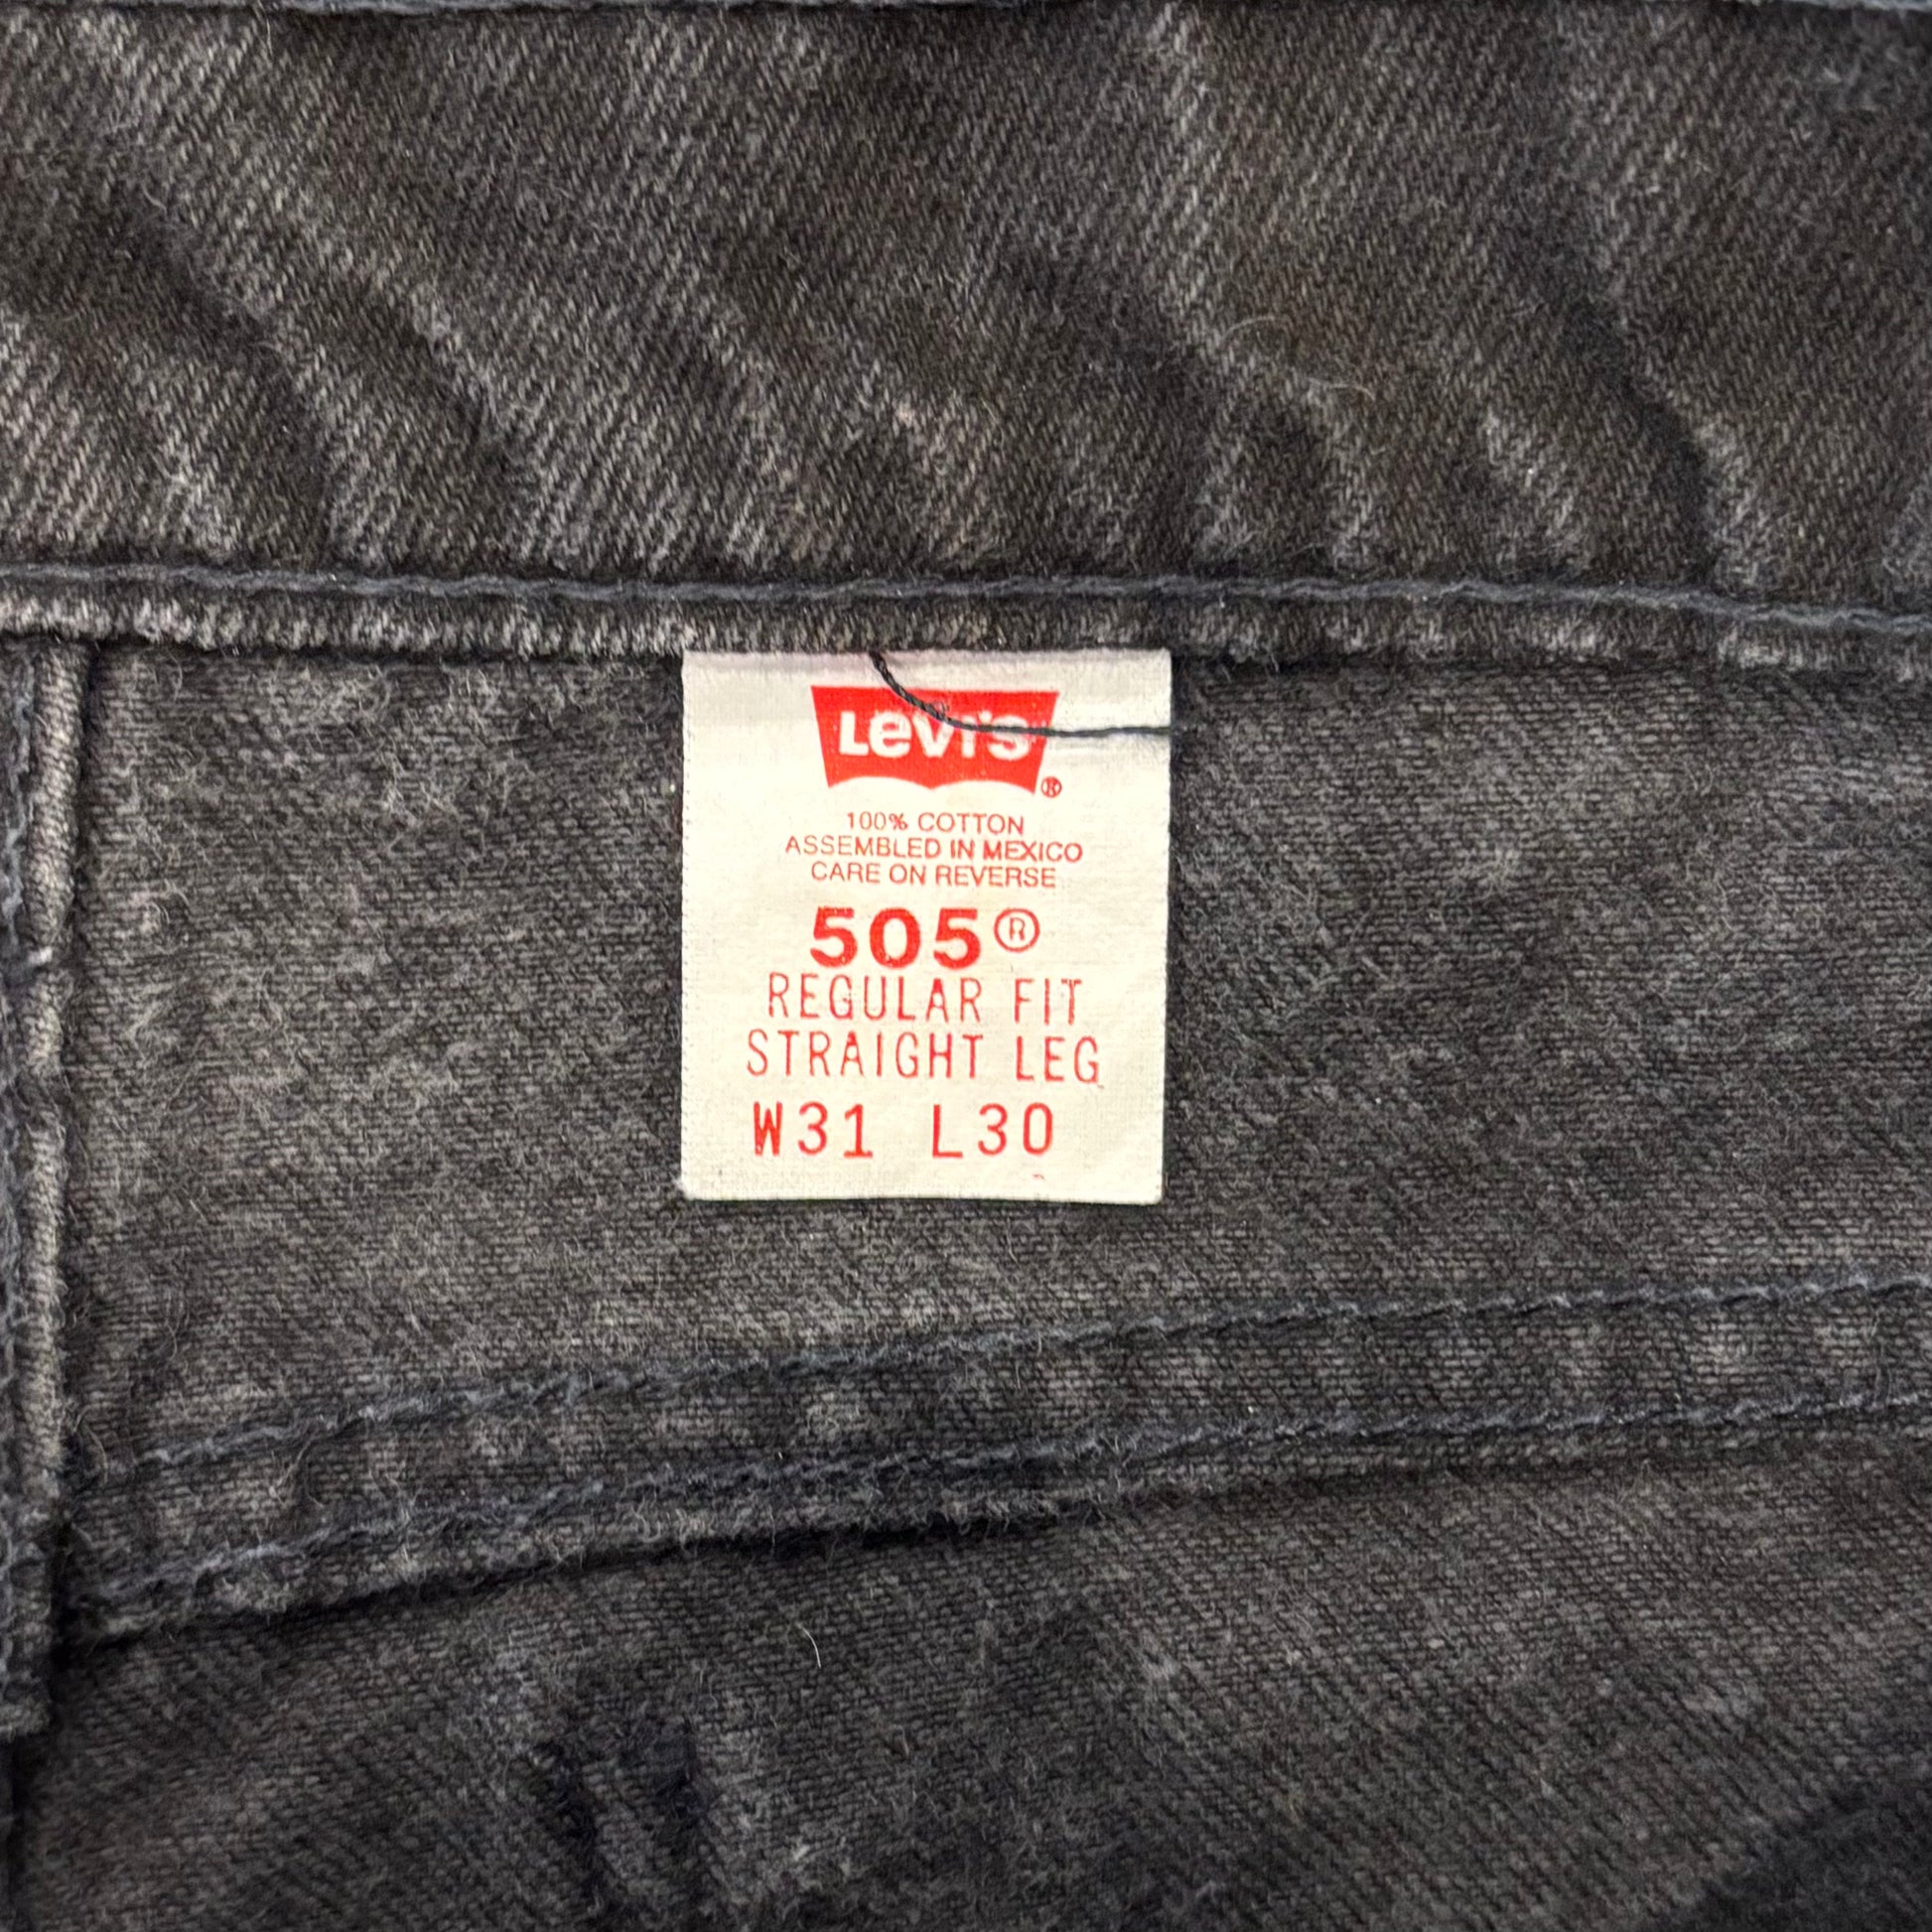 Levi's
®
100% COTTON
ASSEMBLED IN MEXICO
CARE ON REVERSE
505®
REGULAR FIT
STRAIGHT LEG
W31 L30